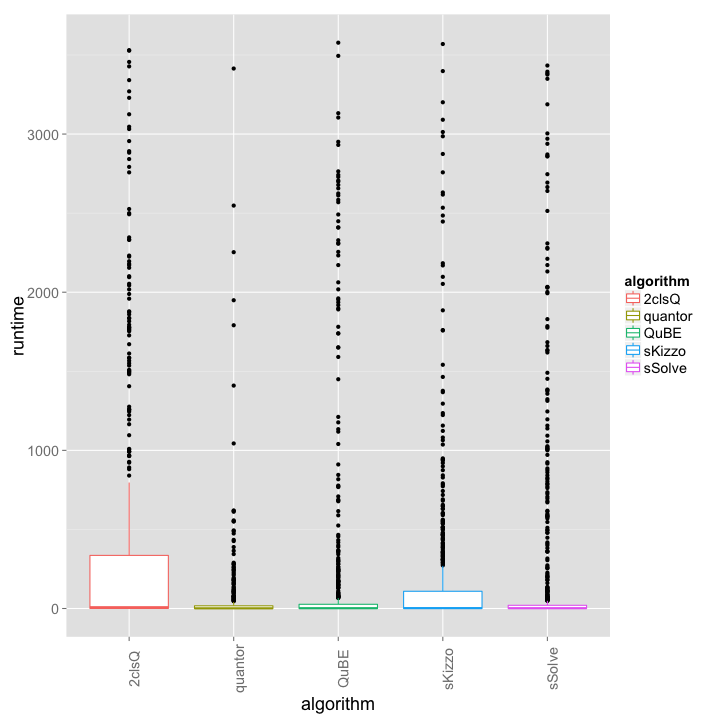 runtime
3000
2000
1000
0
2clsQ
quantor
QuBE
sKizzo
sSolve
algorithm
algorithm
2clsQ
quantor
QuBE
sKizzo
sSolve